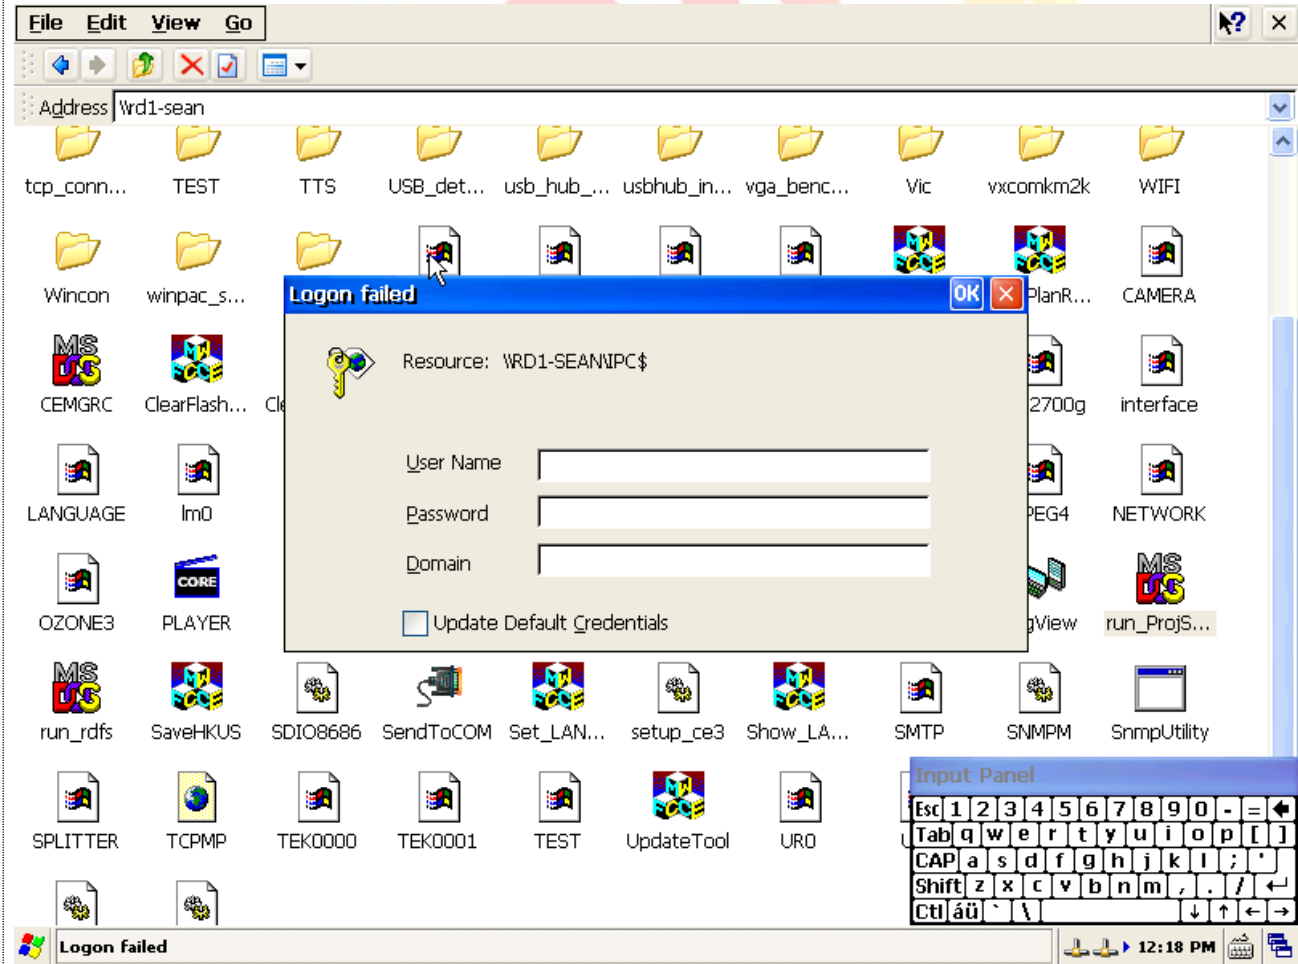 File Edit View Go
Address \\rd1-sean
tcp_conn... TEST TTS USB_det... usb_hub_... usbhub_in... vga_benc... Vic vxcomkm2k WIFI
Wincon winpac_s... PlanR... CAMERA
Logon failed OK
Resource: \\RD1-SEAN\IPC$
CEMGRC ClearFlash... 2700g interface
User Name
LANGUAGE lm0 NETWORK
Password
Domain
OZONE3 CORE PLAYER run_ProjS...
Update Default Credentials
run_rdfs SaveHKUS SDIO8686 SendToCOM Set_LAN... setup_ce3 Show_LA... SMTP SNMPM SnmpUtility
Input Panel
Esc 1 2 3 4 5 6 7 8 9 0 - =
Tab q w e r t y u i o p [ ]
CAP a s d f g h j k l ; '
Shift z x c v b n m , . /
Ctl áü ` \
SPLITTER TCPMP TEK0000 TEK0001 TEST UpdateTool UR0
Logon failed 12:18 PM